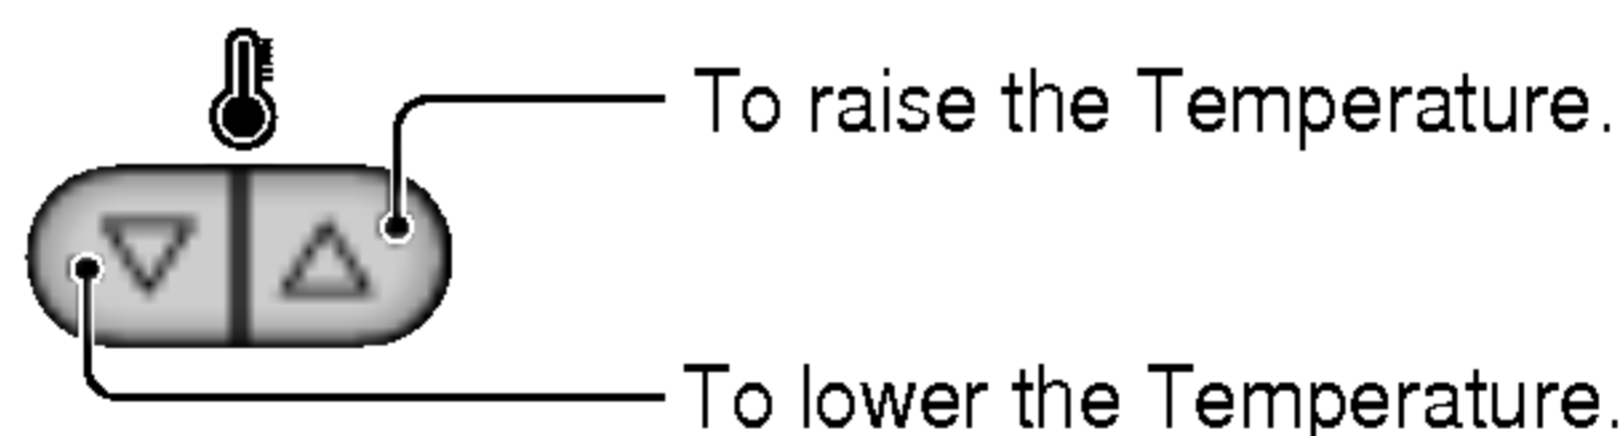 To raise the Temperature.
To lower the Temperature.